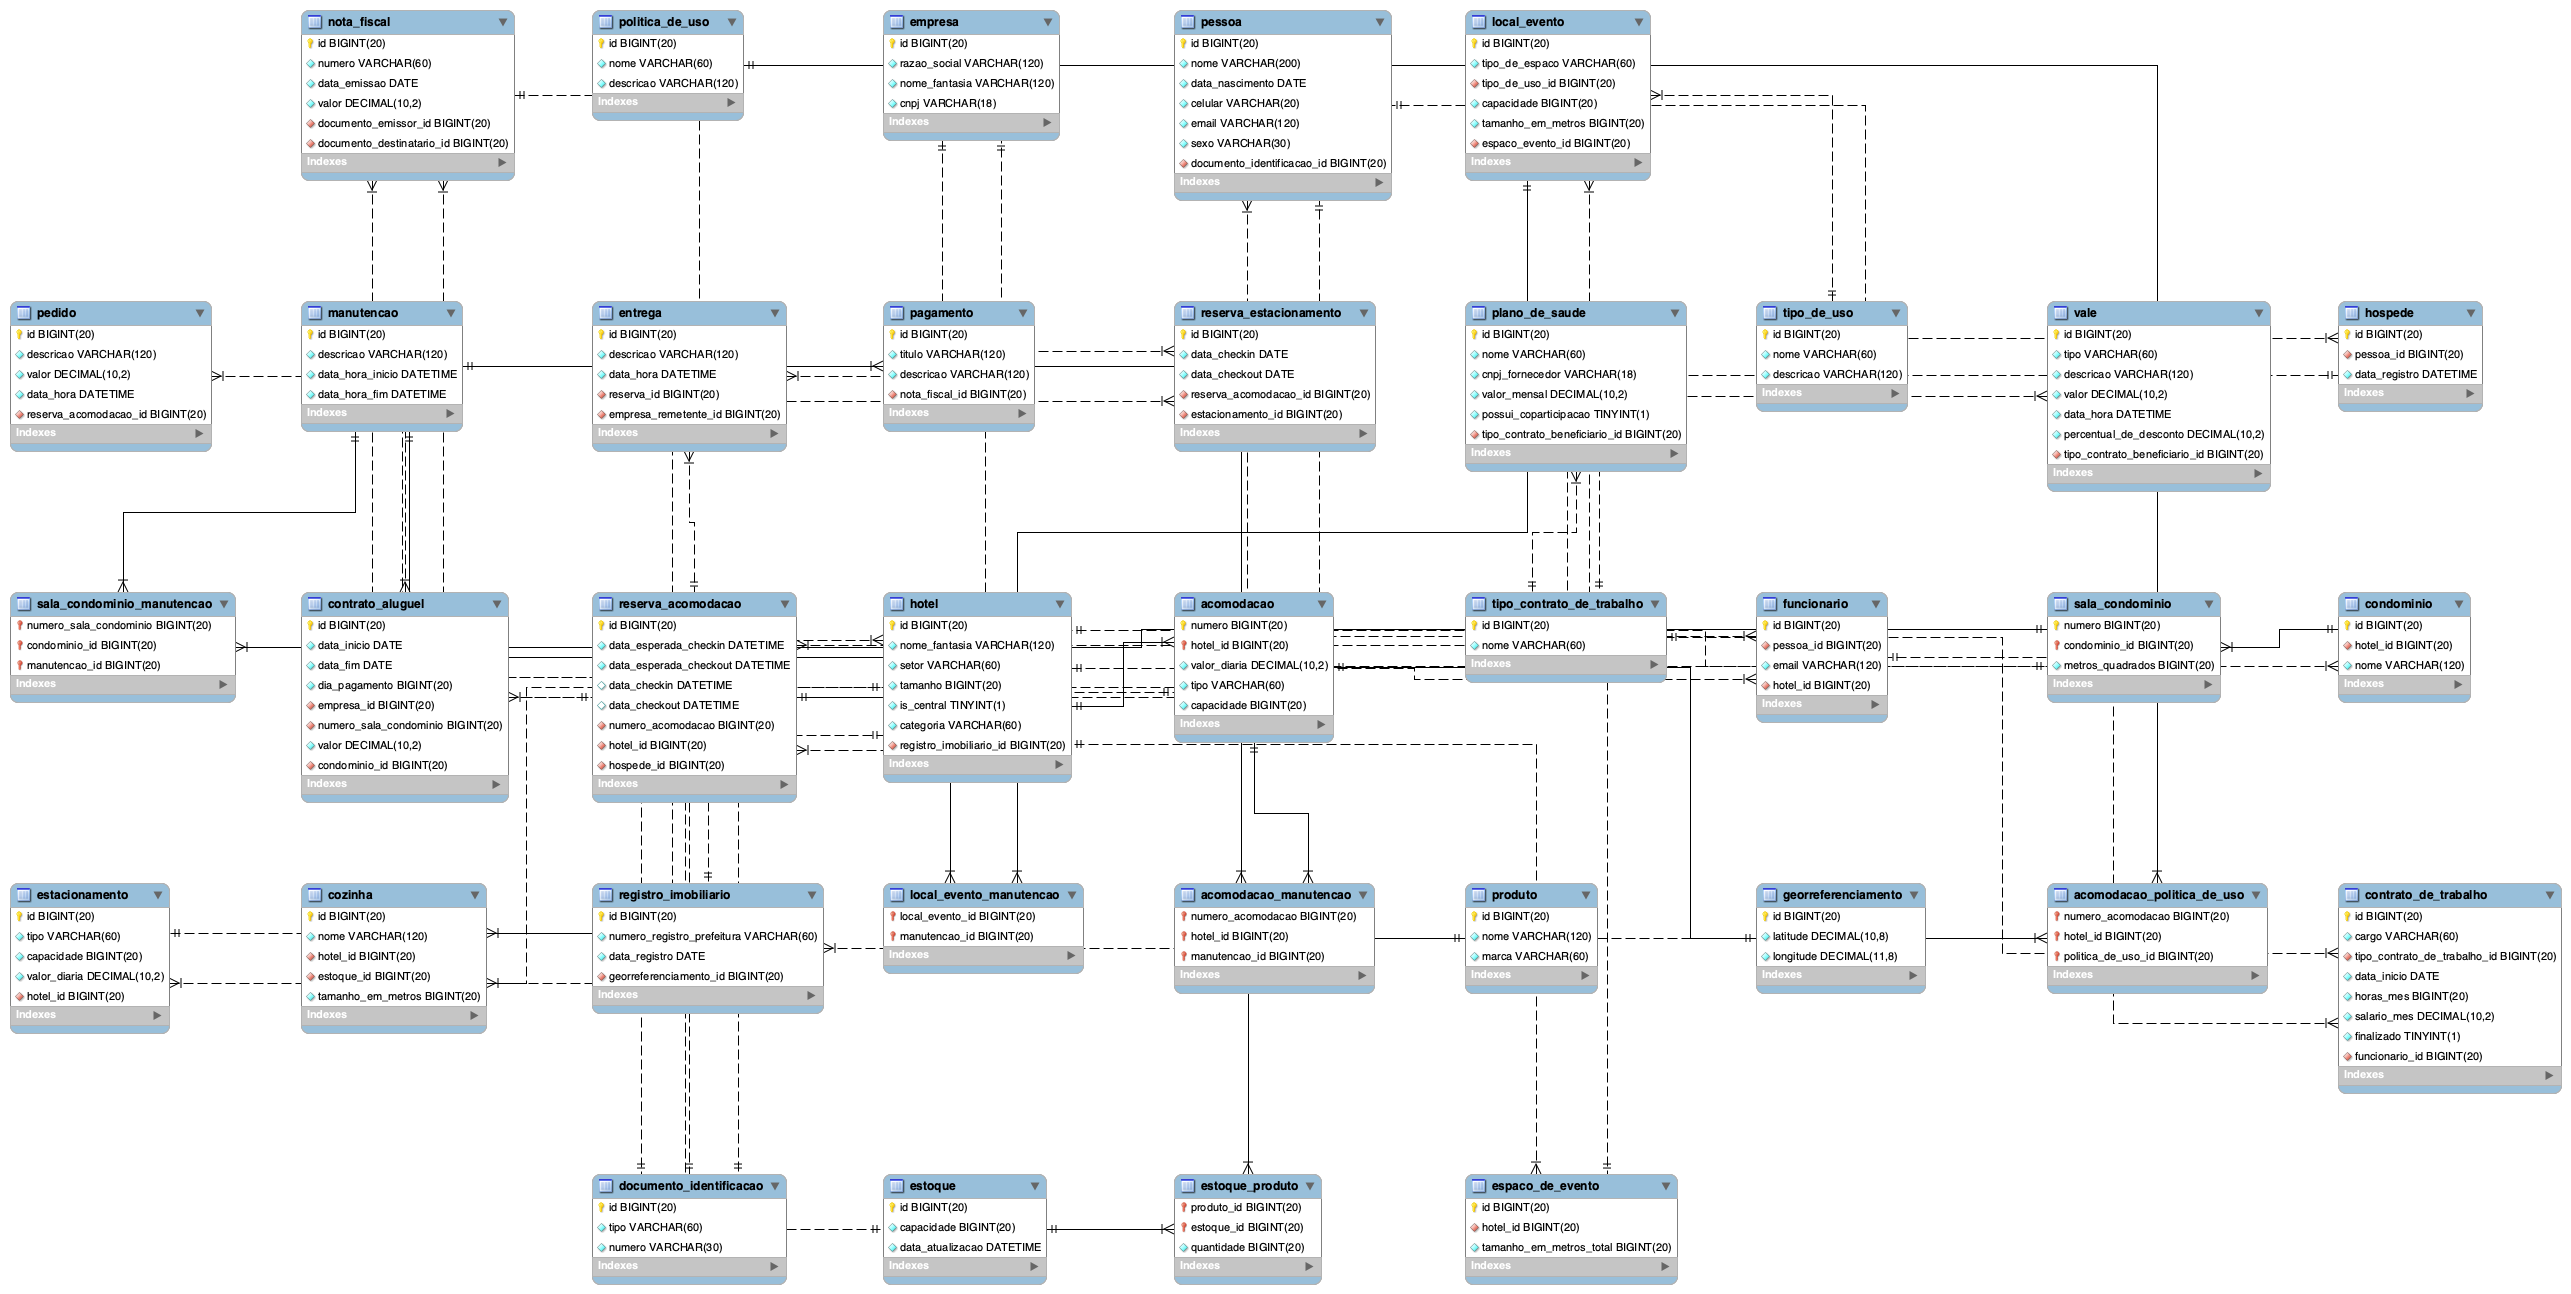 nota_fiscal
id BIGINT(20)
numero VARCHAR(60)
data_emissao DATE
valor DECIMAL(10,2)
documento_emissor_id BIGINT(20)
documento_destinatario_id BIGINT(20)
Indexes
politica_de_uso
id BIGINT(20)
nome VARCHAR(60)
descricao VARCHAR(120)
Indexes
empresa
id BIGINT(20)
razao_social VARCHAR(120)
nome_fantasia VARCHAR(120)
cnpj VARCHAR(18)
Indexes
pessoa
id BIGINT(20)
nome VARCHAR(200)
data_nascimento DATE
celular VARCHAR(20)
email VARCHAR(120)
sexo VARCHAR(30)
documento_identificacao_id BIGINT(20)
Indexes
local_evento
id BIGINT(20)
tipo_de_espaco VARCHAR(60)
tipo_de_uso_id BIGINT(20)
capacidade BIGINT(20)
tamanho_em_metros BIGINT(20)
espaco_evento_id BIGINT(20)
Indexes
pedido
id BIGINT(20)
descricao VARCHAR(120)
valor DECIMAL(10,2)
data_hora DATETIME
reserva_acomodacao_id BIGINT(20)
Indexes
manutencao
id BIGINT(20)
descricao VARCHAR(120)
data_hora_inicio DATETIME
data_hora_fim DATETIME
Indexes
entrega
id BIGINT(20)
descricao VARCHAR(120)
data_hora DATETIME
reserva_id BIGINT(20)
empresa_remetente_id BIGINT(20)
Indexes
pagamento
id BIGINT(20)
titulo VARCHAR(120)
descricao VARCHAR(120)
nota_fiscal_id BIGINT(20)
Indexes
reserva_estacionamento
id BIGINT(20)
data_checkin DATE
data_checkout DATE
reserva_acomodacao_id BIGINT(20)
estacionamento_id BIGINT(20)
Indexes
plano_de_saude
id BIGINT(20)
nome VARCHAR(60)
cnpj_fornecedor VARCHAR(18)
valor_mensal DECIMAL(10,2)
possui_coparticipacao TINYINT(1)
tipo_contrato_beneficiario_id BIGINT(20)
Indexes
tipo_de_uso
id BIGINT(20)
nome VARCHAR(60)
descricao VARCHAR(120)
Indexes
vale
id BIGINT(20)
tipo VARCHAR(60)
descricao VARCHAR(120)
valor DECIMAL(10,2)
data_hora DATETIME
percentual_de_desconto DECIMAL(10,2)
tipo_contrato_beneficiario_id BIGINT(20)
Indexes
hospede
id BIGINT(20)
pessoa_id BIGINT(20)
data_registro DATETIME
Indexes
sala_condominio_manutencao
numero_sala_condominio BIGINT(20)
condominio_id BIGINT(20)
manutencao_id BIGINT(20)
Indexes
contrato_aluguel
id BIGINT(20)
data_inicio DATE
data_fim DATE
dia_pagamento BIGINT(20)
empresa_id BIGINT(20)
numero_sala_condominio BIGINT(20)
valor DECIMAL(10,2)
condominio_id BIGINT(20)
Indexes
reserva_acomodacao
id BIGINT(20)
data_esperada_checkin DATETIME
data_esperada_checkout DATETIME
data_checkin DATETIME
data_checkout DATETIME
numero_acomodacao BIGINT(20)
hotel_id BIGINT(20)
hospede_id BIGINT(20)
Indexes
hotel
id BIGINT(20)
nome_fantasia VARCHAR(120)
setor VARCHAR(60)
tamanho BIGINT(20)
is_central TINYINT(1)
categoria VARCHAR(60)
registro_imobiliario_id BIGINT(20)
Indexes
acomodacao
numero BIGINT(20)
hotel_id BIGINT(20)
valor_diaria DECIMAL(10,2)
tipo VARCHAR(60)
capacidade BIGINT(20)
Indexes
tipo_contrato_de_trabalho
id BIGINT(20)
nome VARCHAR(60)
Indexes
funcionario
id BIGINT(20)
pessoa_id BIGINT(20)
email VARCHAR(120)
hotel_id BIGINT(20)
Indexes
sala_condominio
numero BIGINT(20)
condominio_id BIGINT(20)
metros_quadrados BIGINT(20)
Indexes
condominio
id BIGINT(20)
hotel_id BIGINT(20)
nome VARCHAR(120)
Indexes
estacionamento
id BIGINT(20)
tipo VARCHAR(60)
capacidade BIGINT(20)
valor_diaria DECIMAL(10,2)
hotel_id BIGINT(20)
Indexes
cozinha
id BIGINT(20)
nome VARCHAR(120)
hotel_id BIGINT(20)
estoque_id BIGINT(20)
tamanho_em_metros BIGINT(20)
Indexes
registro_imobiliario
id BIGINT(20)
numero_registro_prefeitura VARCHAR(60)
data_registro DATE
georreferenciamento_id BIGINT(20)
Indexes
local_evento_manutencao
local_evento_id BIGINT(20)
manutencao_id BIGINT(20)
Indexes
acomodacao_manutencao
numero_acomodacao BIGINT(20)
hotel_id BIGINT(20)
manutencao_id BIGINT(20)
Indexes
produto
id BIGINT(20)
nome VARCHAR(120)
marca VARCHAR(60)
Indexes
georreferenciamento
id BIGINT(20)
latitude DECIMAL(10,8)
longitude DECIMAL(11,8)
Indexes
acomodacao_politica_de_uso
numero_acomodacao BIGINT(20)
hotel_id BIGINT(20)
politica_de_uso_id BIGINT(20)
Indexes
contrato_de_trabalho
id BIGINT(20)
cargo VARCHAR(60)
tipo_contrato_de_trabalho_id BIGINT(20)
data_inicio DATE
horas_mes BIGINT(20)
salario_mes DECIMAL(10,2)
finalizado TINYINT(1)
funcionario_id BIGINT(20)
Indexes
documento_identificacao
id BIGINT(20)
tipo VARCHAR(60)
numero VARCHAR(30)
Indexes
estoque
id BIGINT(20)
capacidade BIGINT(20)
data_atualizacao DATETIME
Indexes
estoque_produto
produto_id BIGINT(20)
estoque_id BIGINT(20)
quantidade BIGINT(20)
Indexes
espaco_de_evento
id BIGINT(20)
hotel_id BIGINT(20)
tamanho_em_metros_total BIGINT(20)
Indexes